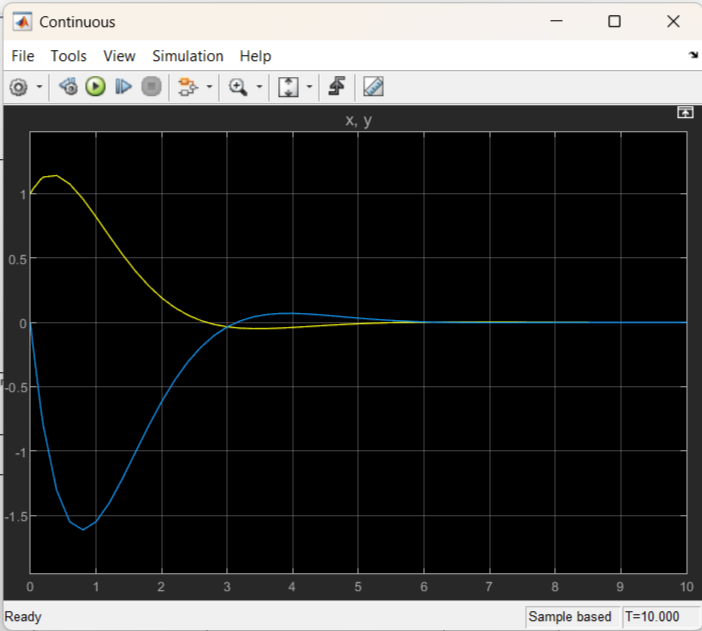 Continuous
File Tools View Simulation Help
x, y
1
0.5
0
-0.5
-1
-1.5
0 1 2 3 4 5 6 7 8 9 10
Ready Sample based T=10.000